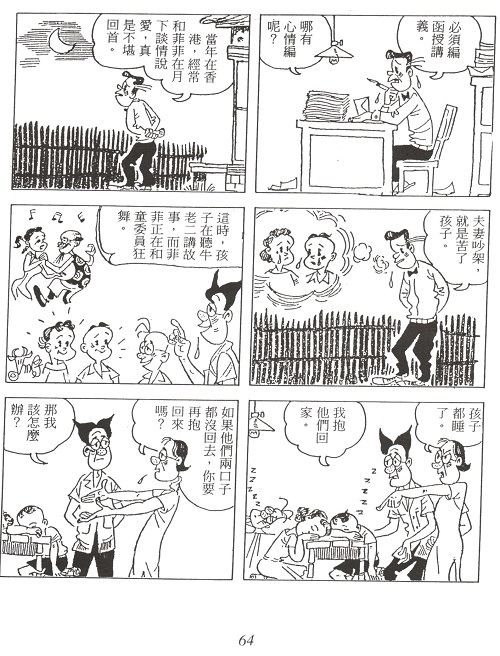 必須編
函授講
義。
哪有
心情編
呢？
當年在香
港，經常
和菲菲在月
下談情說
愛，真
是不堪
回首。
夫妻吵架
就是苦了
孩子。
這時，孩
子在聽牛
老二講故
事，而菲
菲正在和
童委員狂
舞。
孩子
都睡
了。
我抱
他們回
家。
z z z z
z z z z
如果他們兩口子
都沒回去，你要
再抱
回來
嗎？
那我
該怎麼
辦？
64